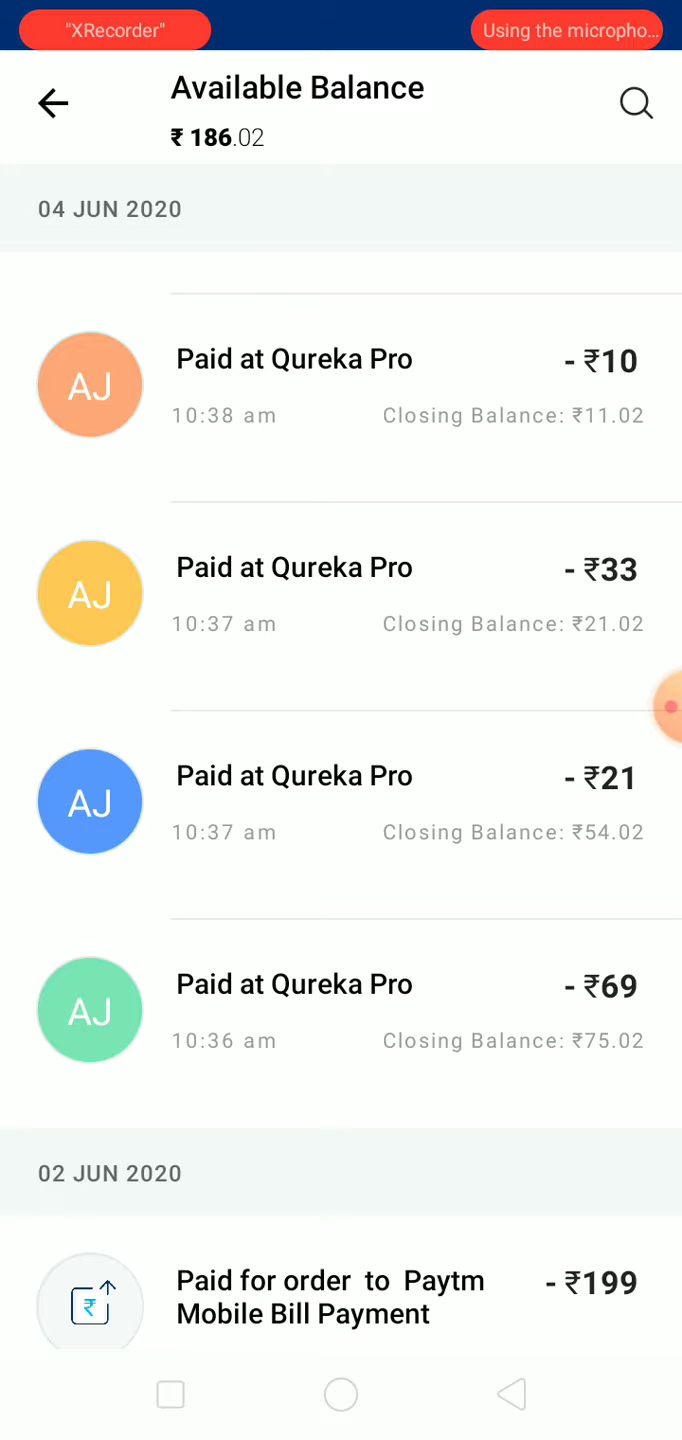 "XRecorder"
Using the micropho...
Available Balance
₹ 186.02
04 JUN 2020
AJ
Paid at Qureka Pro
- ₹10
10:38 am
Closing Balance: ₹11.02
AJ
Paid at Qureka Pro
- ₹33
10:37 am
Closing Balance: ₹21.02
AJ
Paid at Qureka Pro
- ₹21
10:37 am
Closing Balance: ₹54.02
AJ
Paid at Qureka Pro
- ₹69
10:36 am
Closing Balance: ₹75.02
02 JUN 2020
₹
Paid for order to Paytm
- ₹199
Mobile Bill Payment